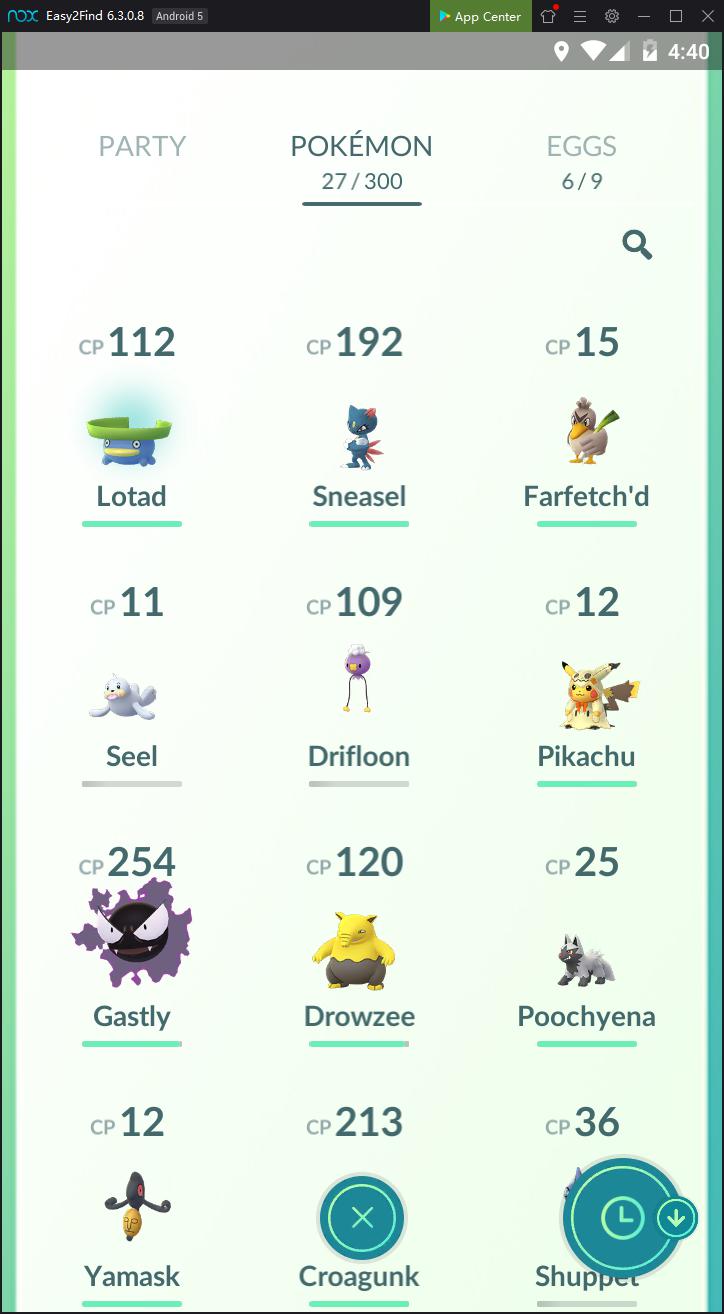 nox Easy2Find 6.3.0.8 Android 5 App Center
4:40
PARTY POKÉMON EGGS
27 / 300 6 / 9
CP 112 CP 192 CP 15
Lotad Sneasel Farfetch'd
CP 11 CP 109 CP 12
Seel Drifloon Pikachu
CP 254 CP 120 CP 25
Gastly Drowzee Poochyena
CP 12 CP 213 CP 36
Yamask Croagunk Shuppet